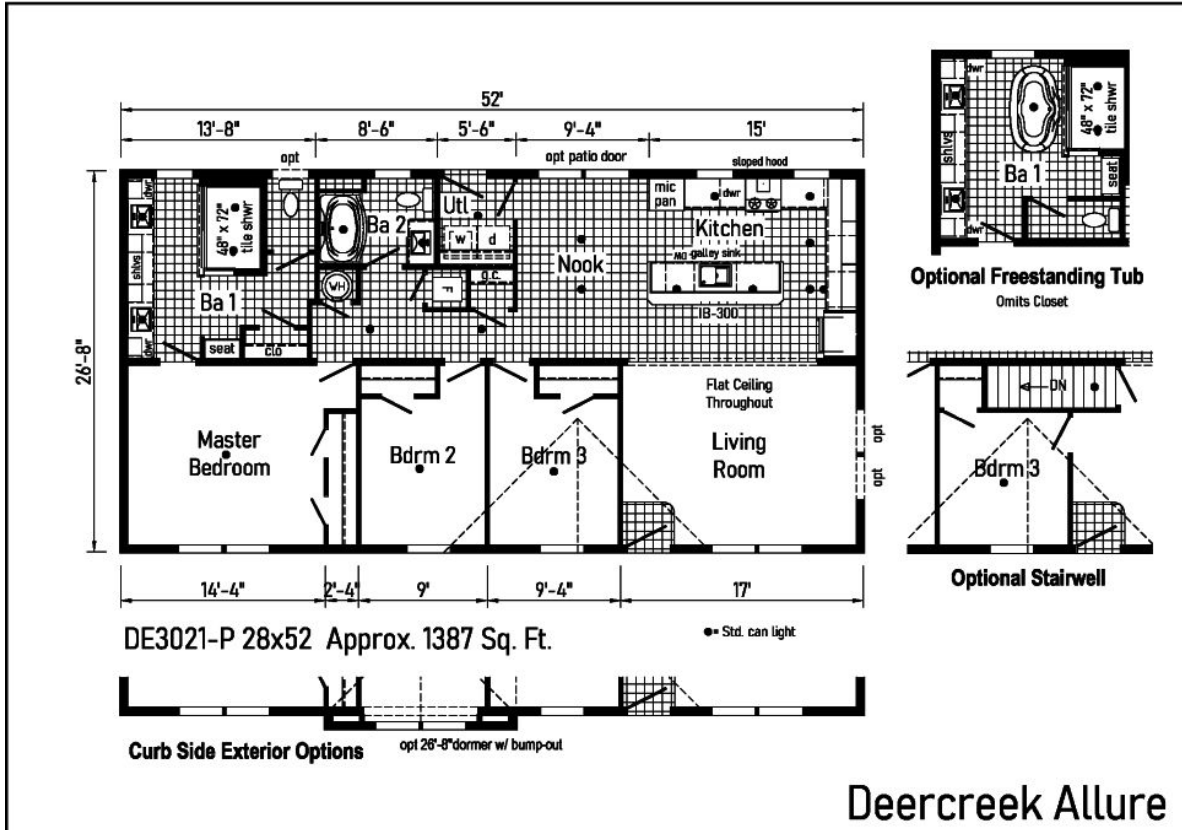 52'
13'-8"
8'-6"
5'-6"
9'-4"
15'
opt
opt patio door
sloped hood
26'-8"
dwr
shlvs
dwr
48" x 72"
tile shwr
Ba 1
seat
clo
Ba 2
WH
Utl
w
d
F
g.c.
Nook
mic
pan
dwr
Kitchen
DW
galley sink
IB-300
Master
Bedroom
Bdrm 2
Bdrm 3
Flat Ceiling
Throughout
Living
Room
opt
opt
14'-4"
2'-4"
9'
9'-4"
17'
DE3021-P 28x52 Approx. 1387 Sq. Ft.
●= Std. can light
Curb Side Exterior Options
opt 26'-8"dormer w/ bump-out
dwr
shlvs
dwr
48" x 72"
tile shwr
Ba 1
seat
Optional Freestanding Tub
Omits Closet
DN
Bdrm 3
Optional Stairwell
Deercreek Allure